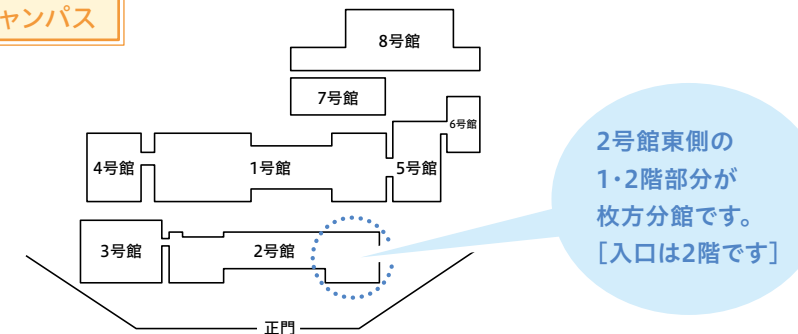 ャンパス
8号館
7号館
6号館
4号館
1号館
5号館
3号館
2号館
正門
2号館東側の
1・2階部分が
枚方分館です。
［入口は2階です］